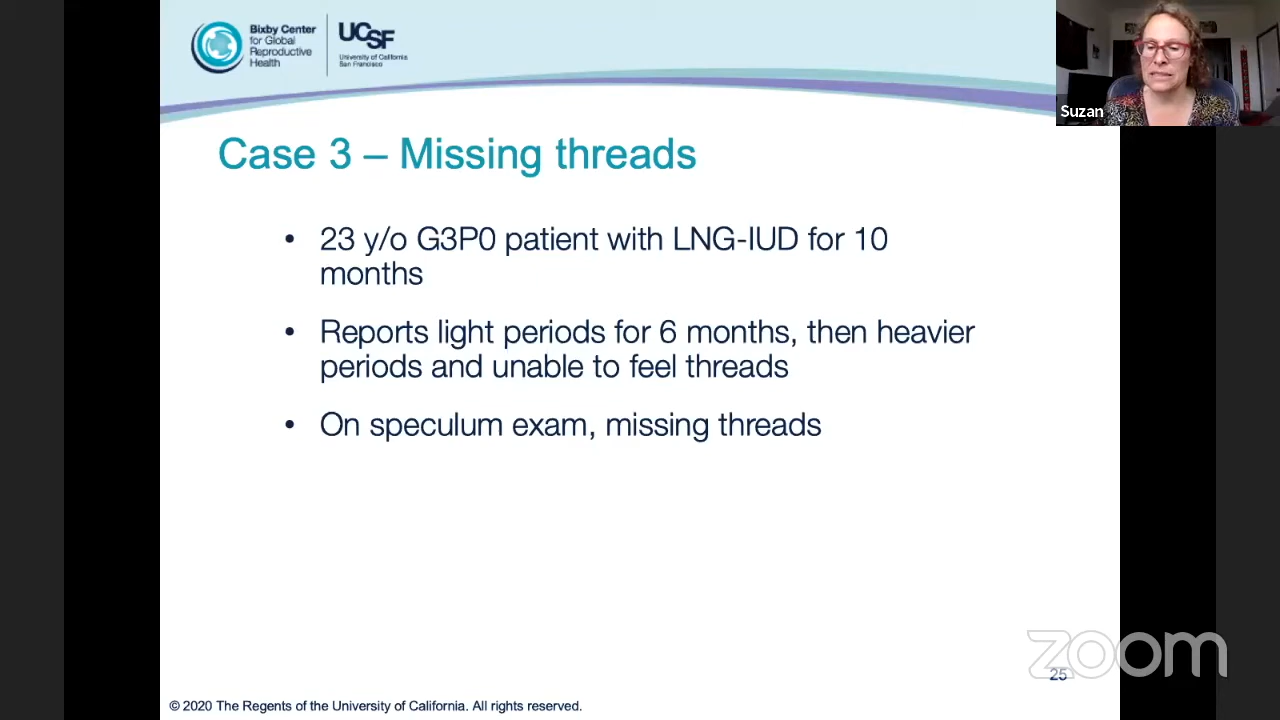 Bixby Center
for Global
Reproductive
Health
UCSF
University of California
San Francisco
Suzan
Case 3 – Missing threads
• 23 y/o G3P0 patient with LNG-IUD for 10
months
• Reports light periods for 6 months, then heavier
periods and unable to feel threads
• On speculum exam, missing threads
zoom
25
© 2020 The Regents of the University of California. All rights reserved.